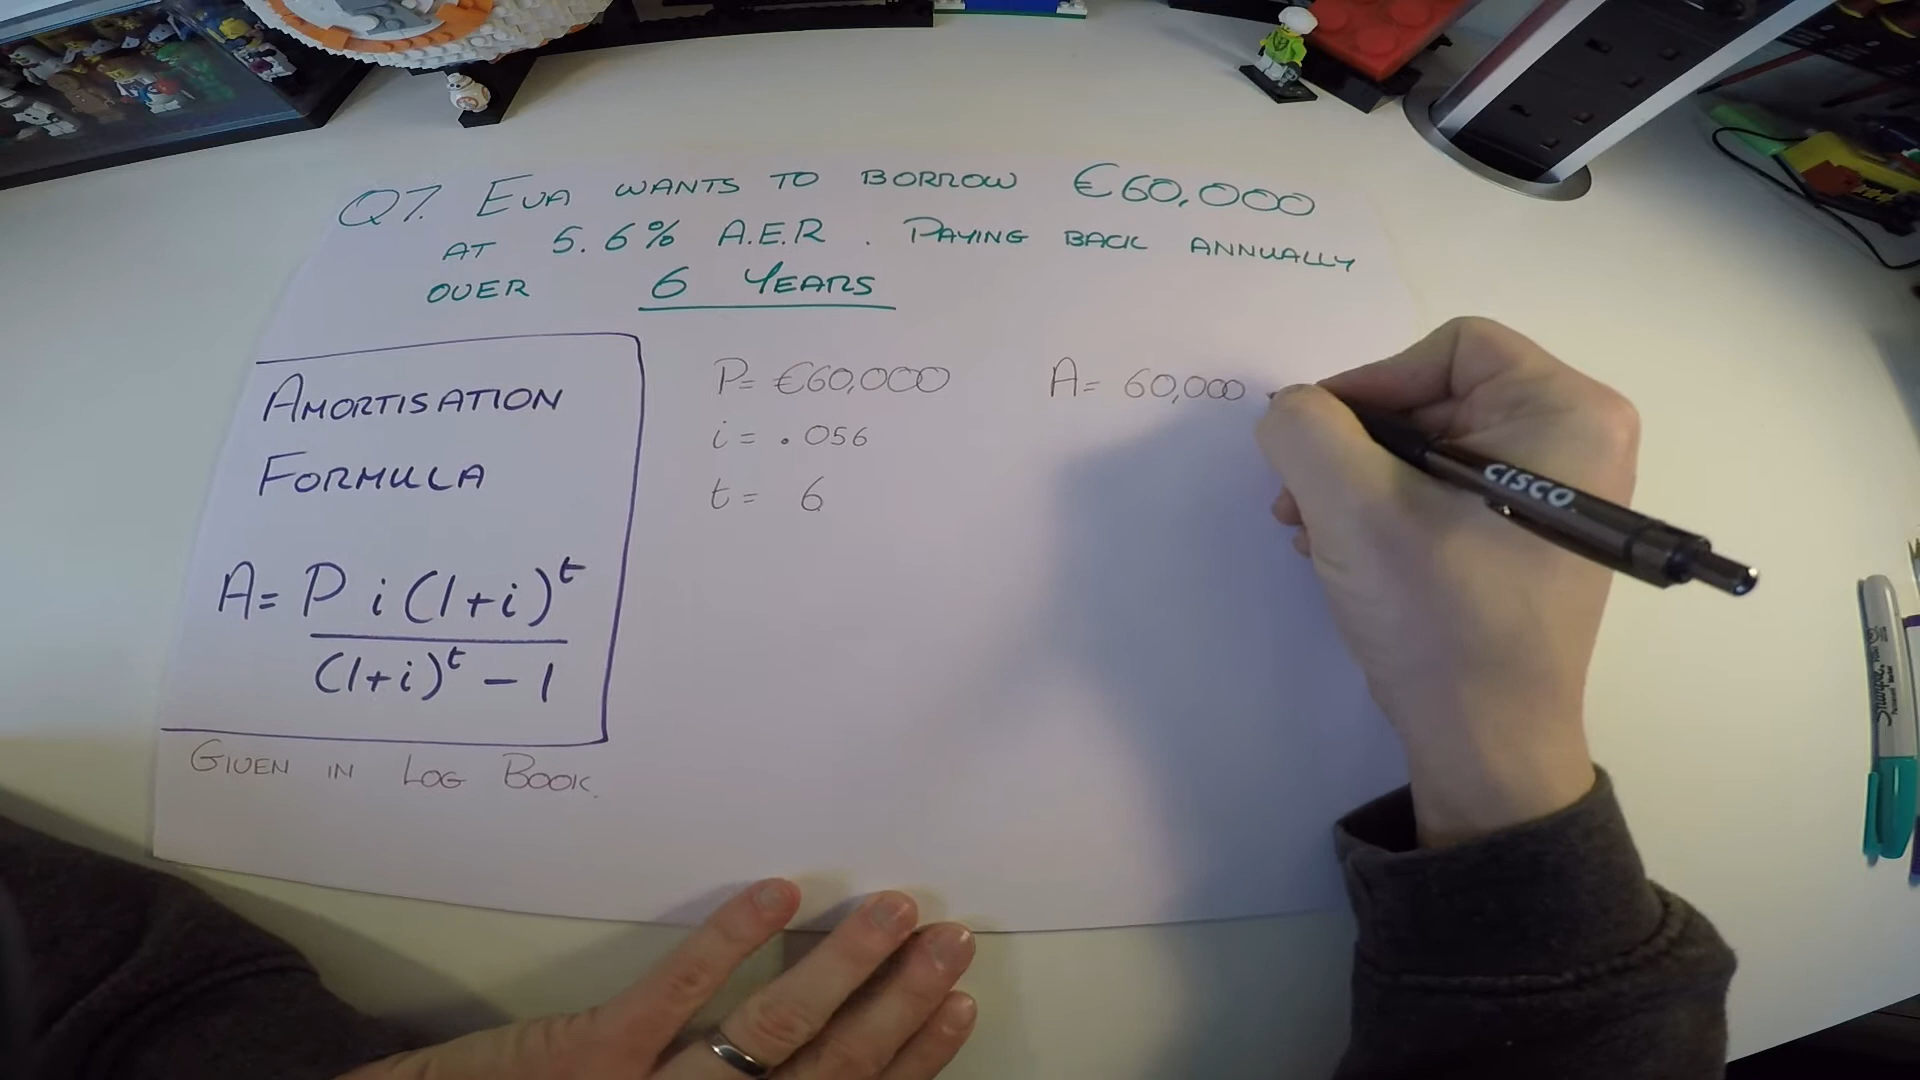 Q7. EVA WANTS TO BORROW €60,000
AT 5.6% A.E.R. PAYING BACK ANNUALLY
OVER 6 YEARS
AMORTISATION
FORMULA
A= P i (1+i)^t
(1+i)^t - 1
GIVEN IN LOG BOOK.
P= €60,000
i = .056
t = 6
A= 60,000
CISCO
Sharpie